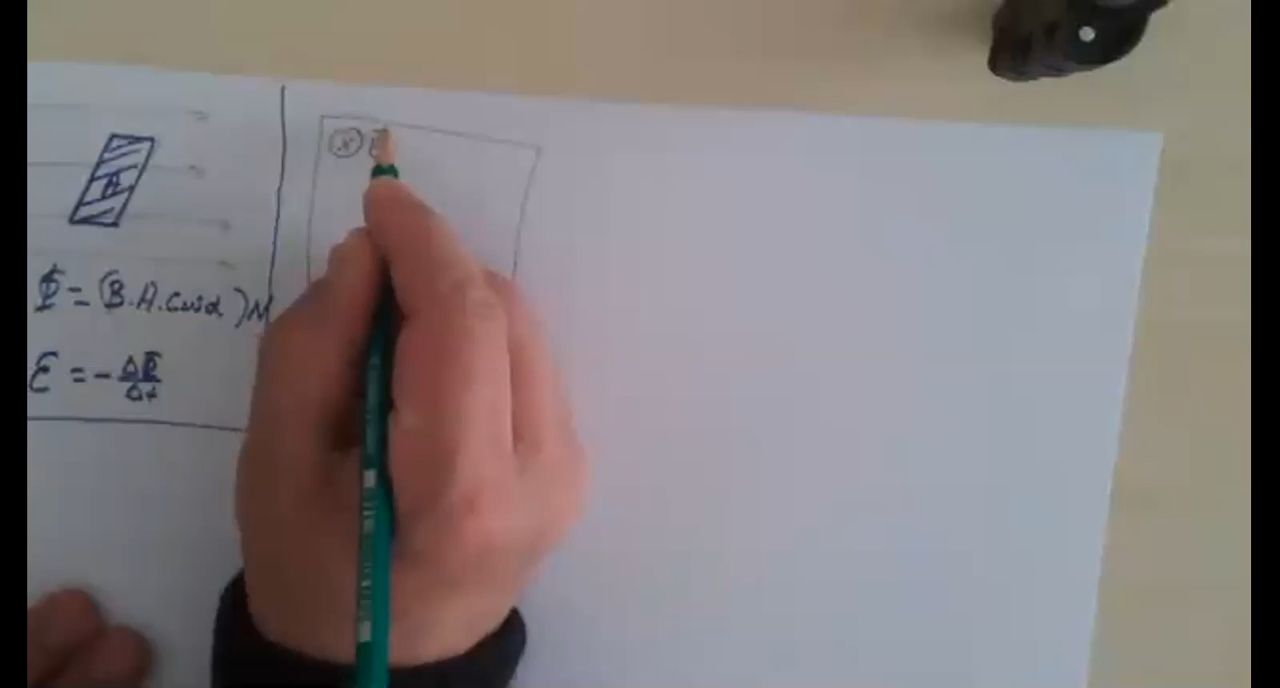 A
Φ = (B.A.Cosα)N
ε = - ΔΦ/Δt